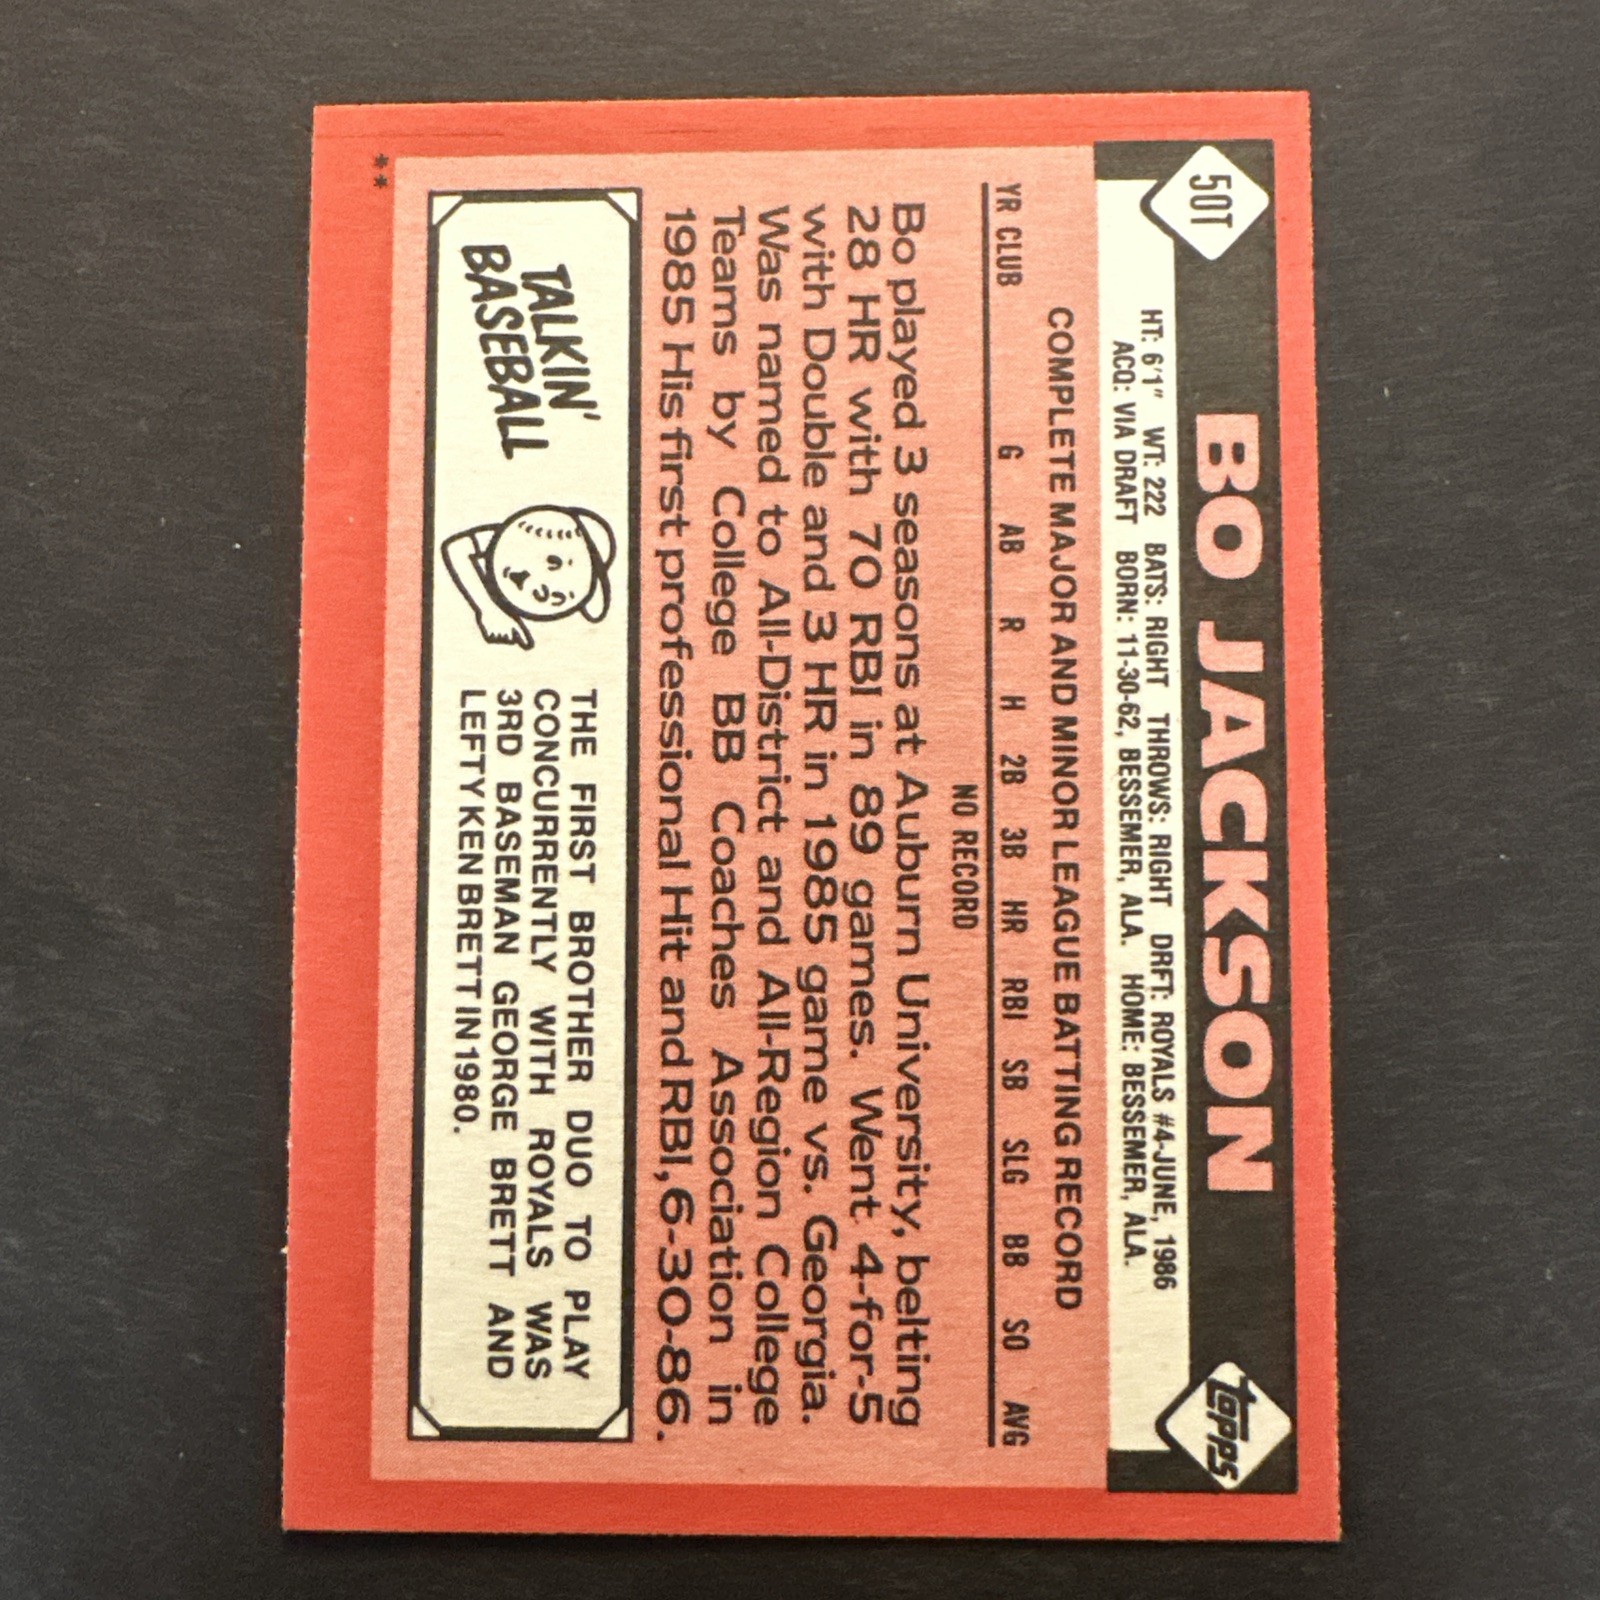 50T
BO JACKSON
topps
HT: 6'1" WT: 222 BATS: RIGHT THROWS: RIGHT DRFT: ROYALS #4-JUNE, 1986
ACQ: VIA DRAFT BORN: 11-30-62, BESSEMER, ALA. HOME: BESSEMER, ALA.
COMPLETE MAJOR AND MINOR LEAGUE BATTING RECORD
YR CLUB G AB R H 2B 3B HR RBI SB SLG BB SO AVG
NO RECORD
Bo played 3 seasons at Auburn University, belting
28 HR with 70 RBI in 89 games. Went 4-for-5
with Double and 3 HR in 1985 game vs. Georgia.
Was named to All-District and All-Region College
Teams by College BB Coaches Association in
1985 His first professional Hit and RBI, 6-30-86.
TALKIN'
BASEBALL
THE FIRST BROTHER DUO TO PLAY
CONCURRENTLY WITH ROYALS WAS
3RD BASEMAN GEORGE BRETT AND
LEFTY KEN BRETT IN 1980.
**